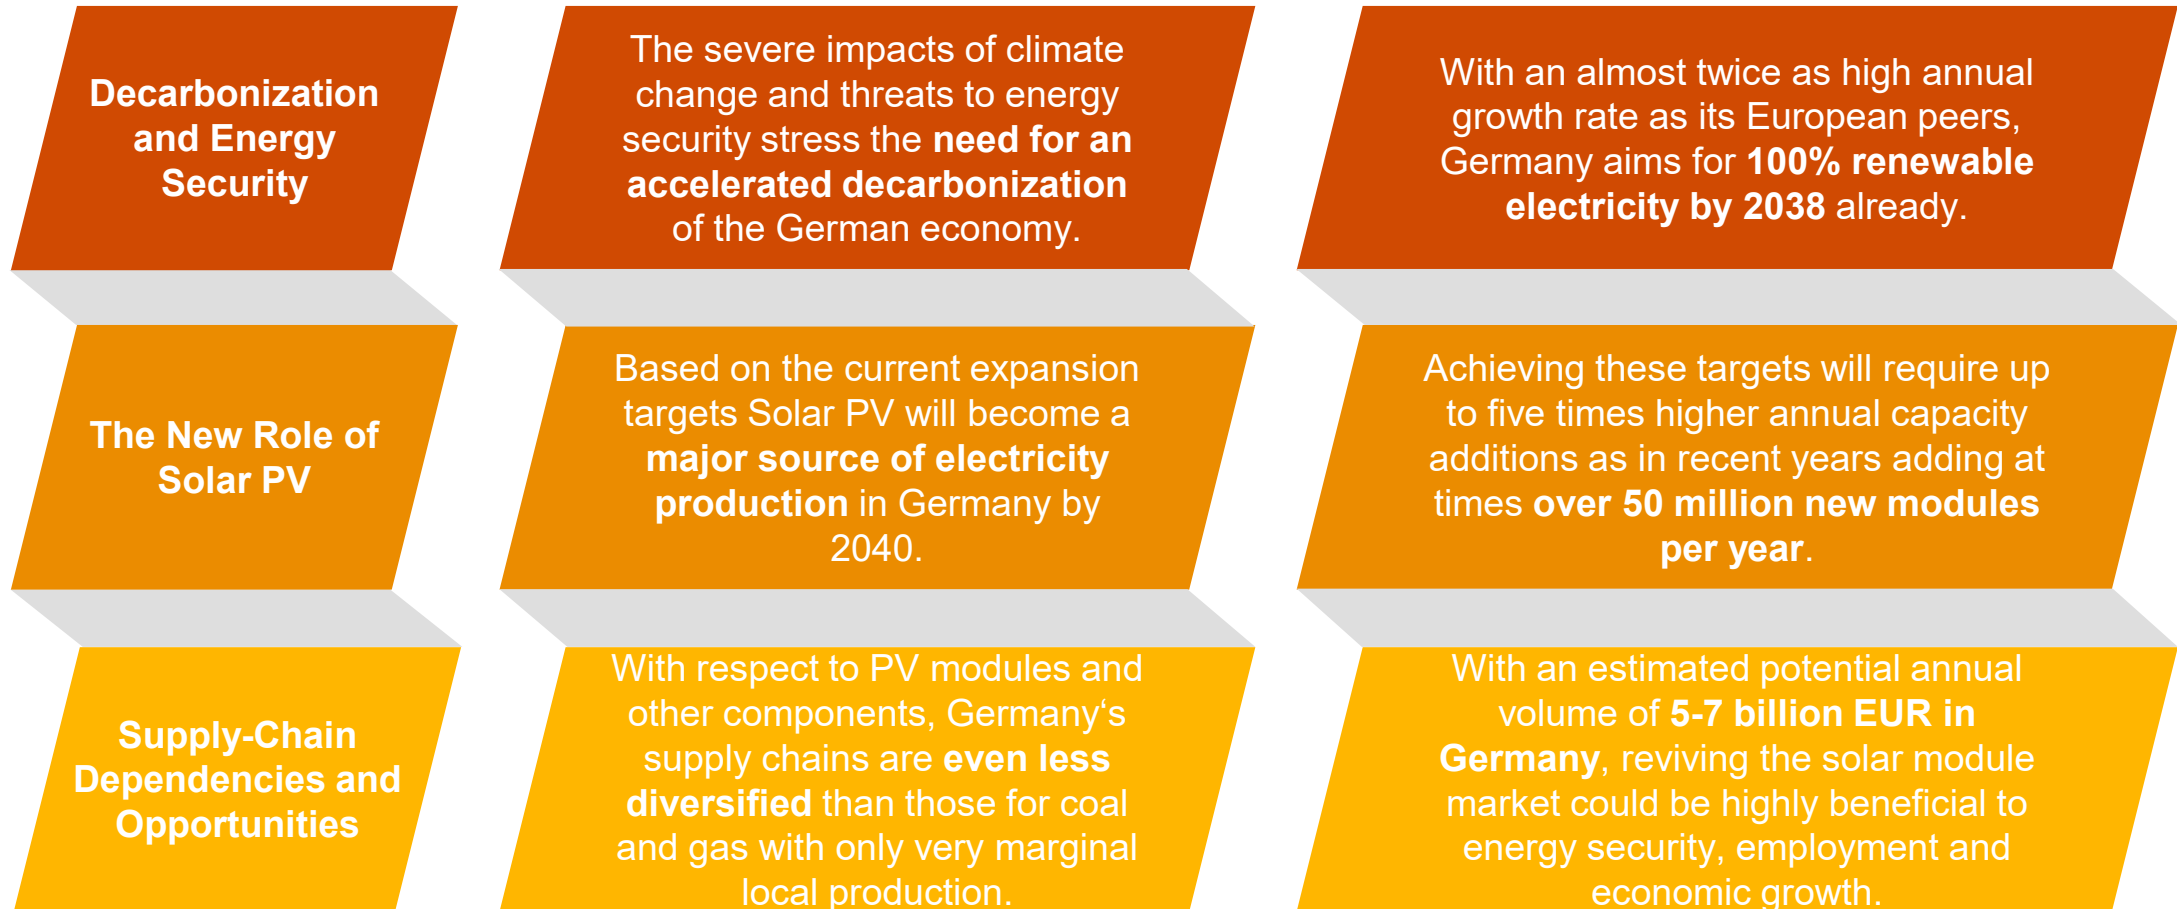 Decarbonization
and Energy
Security
The severe impacts of climate
change and threats to energy
security stress the need for an
accelerated decarbonization
of the German economy.
With an almost twice as high annual
growth rate as its European peers,
Germany aims for 100% renewable
electricity by 2038 already.
The New Role of
Solar PV
Based on the current expansion
targets Solar PV will become a
major source of electricity
production in Germany by
2040.
Achieving these targets will require up
to five times higher annual capacity
additions as in recent years adding at
times over 50 million new modules
per year.
Supply-Chain
Dependencies and
Opportunities
With respect to PV modules and
other components, Germany‘s
supply chains are even less
diversified than those for coal
and gas with only very marginal
local production.
With an estimated potential annual
volume of 5-7 billion EUR in
Germany, reviving the solar module
market could be highly beneficial to
energy security, employment and
economic growth.